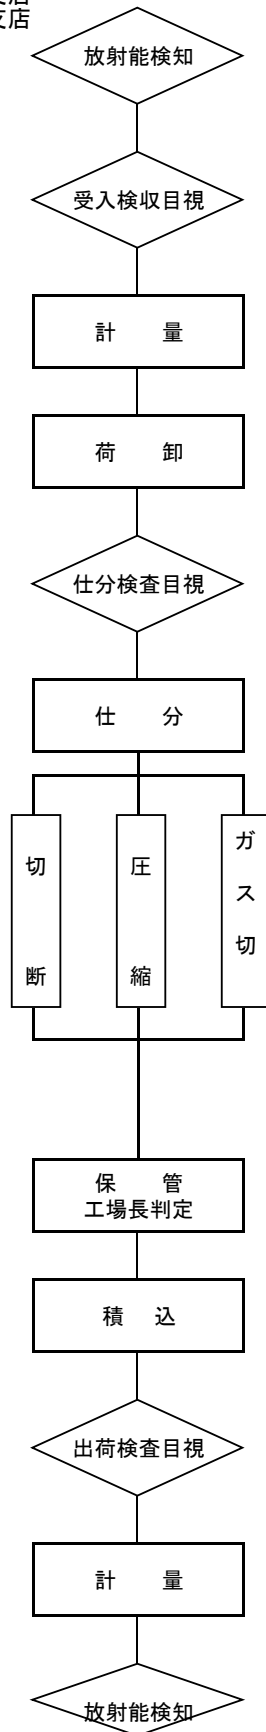 支店
放射能検知
受入検収目視
計　　量
荷　　卸
仕分検査目視
仕　　分
切　　断
圧　　縮
ガス切
保　　管
工場長判定
積　込
出荷検査目視
計　　量
放射能検知